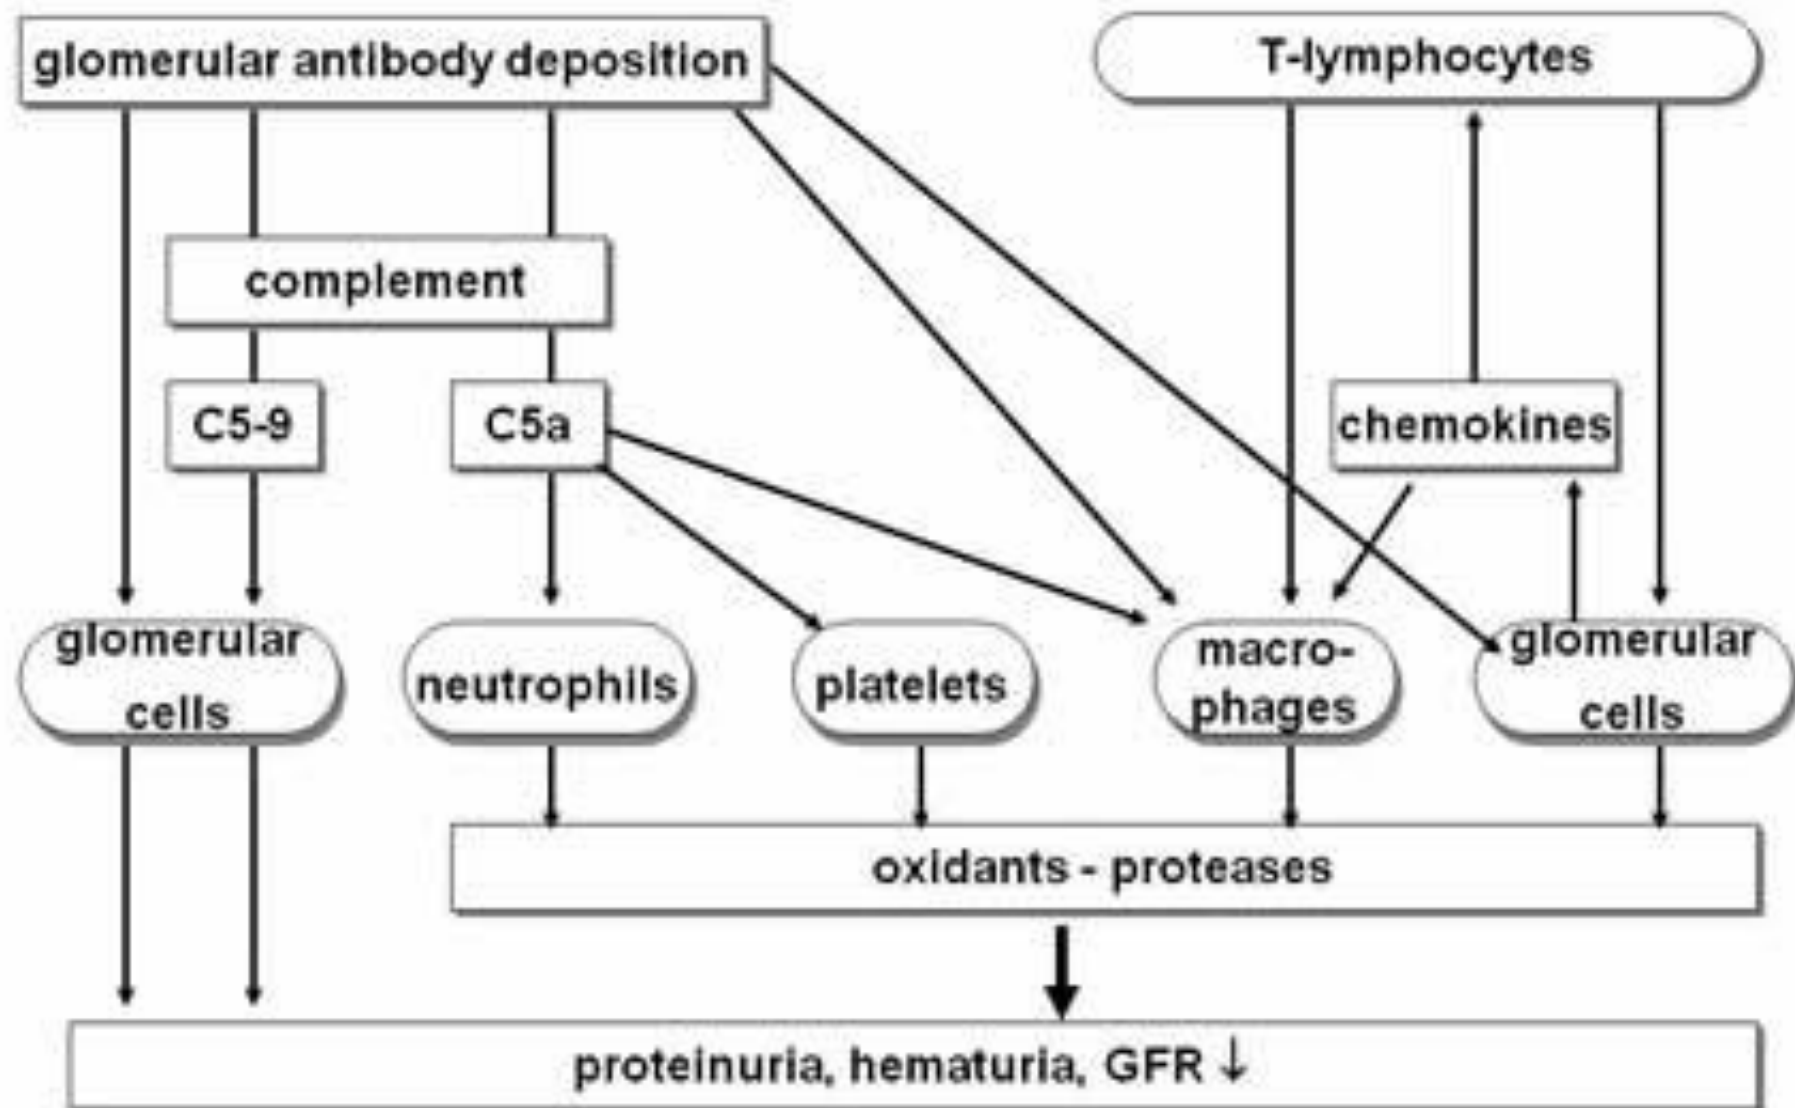 glomerular antibody deposition
T-lymphocytes
complement
C5-9
C5a
chemokines
glomerular
cells
neutrophils
platelets
macro-
phages
glomerular
cells
oxidants - proteases
proteinuria, hematuria, GFR ↓